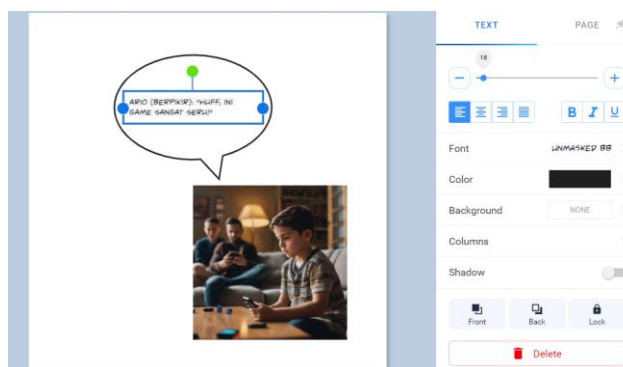 TEXT
PAGE
ARIO (BERPIKIR): "HUFF, INI
GAME SANGAT SERU!"
18
B I U
Font UNMASKED BB
Color
Background NONE
Columns
Shadow
Front Back Lock
Delete